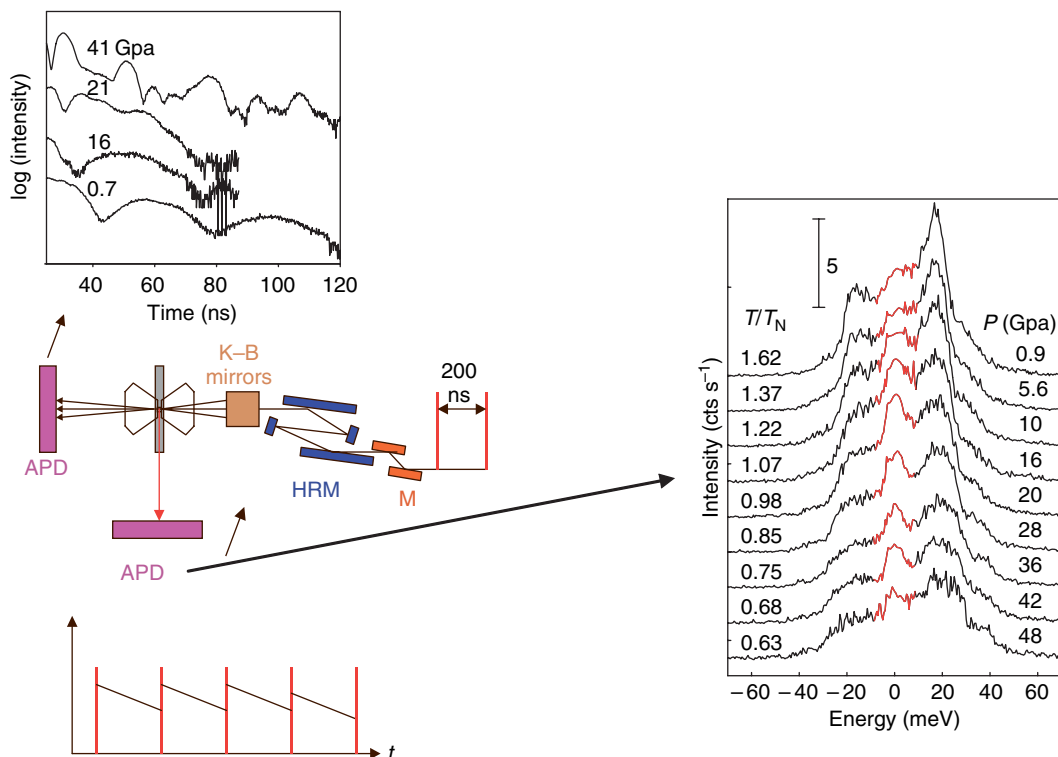 41 Gpa
21
16
0.7
log (intensity)
40 60 80 100 120
Time (ns)
K–B
mirrors
200
ns
APD
HRM
M
APD
t
5
T/T_N
P (Gpa)
1.62 0.9
1.37 5.6
1.22 10
1.07 16
0.98 20
0.85 28
0.75 36
0.68 42
0.63 48
Intensity (cts s⁻¹)
−60 −40 −20 0 20 40 60
Energy (meV)